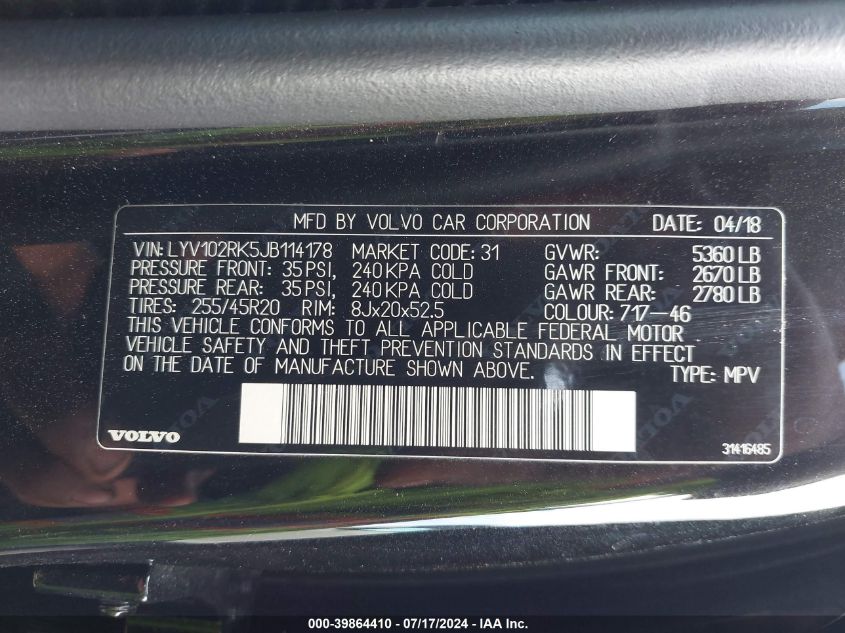 MFD BY VOLVO CAR CORPORATION DATE: 04/18
VIN: LYV102RK5JB114178 MARKET CODE: 31 GVWR: 5360 LB
PRESSURE FRONT: 35 PSI, 240 KPA COLD GAWR FRONT: 2670 LB
PRESSURE REAR: 35 PSI, 240 KPA COLD GAWR REAR: 2780 LB
TIRES: 255/45R20 RIM: 8Jx20x52.5 COLOUR: 717-46
THIS VEHICLE CONFORMS TO ALL APPLICABLE FEDERAL MOTOR
VEHICLE SAFETY AND THEFT PREVENTION STANDARDS IN EFFECT
ON THE DATE OF MANUFACTURE SHOWN ABOVE. TYPE: MPV
VOLVO 31416485
000-39864410 - 07/17/2024 - IAA Inc.